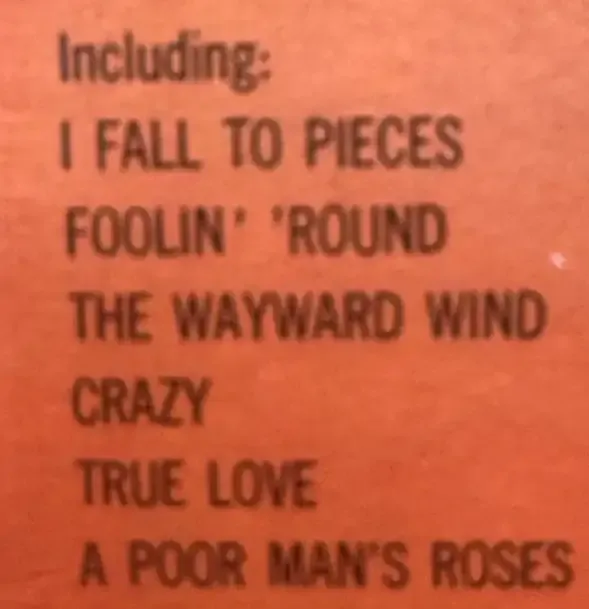 Including:
I FALL TO PIECES
FOOLIN' 'ROUND
THE WAYWARD WIND
CRAZY
TRUE LOVE
A POOR MAN'S ROSES